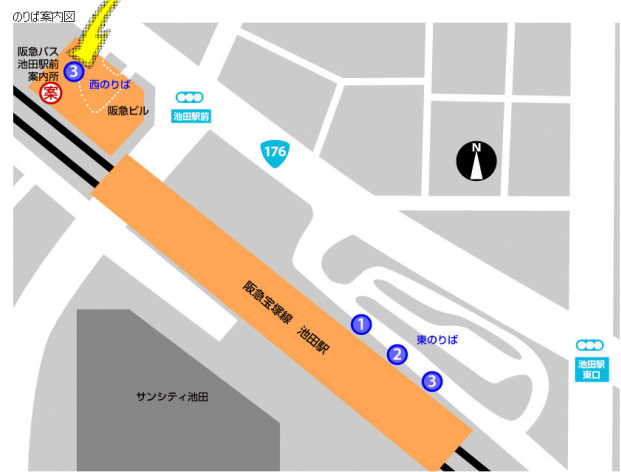 のりば案内図
阪急バス
池田駅前
案内所
案
3
西のりば
阪急ビル
池田駅前
176
N
阪急宝塚線 池田駅
1
2
3
東のりば
池田駅
東口
サンシティ池田